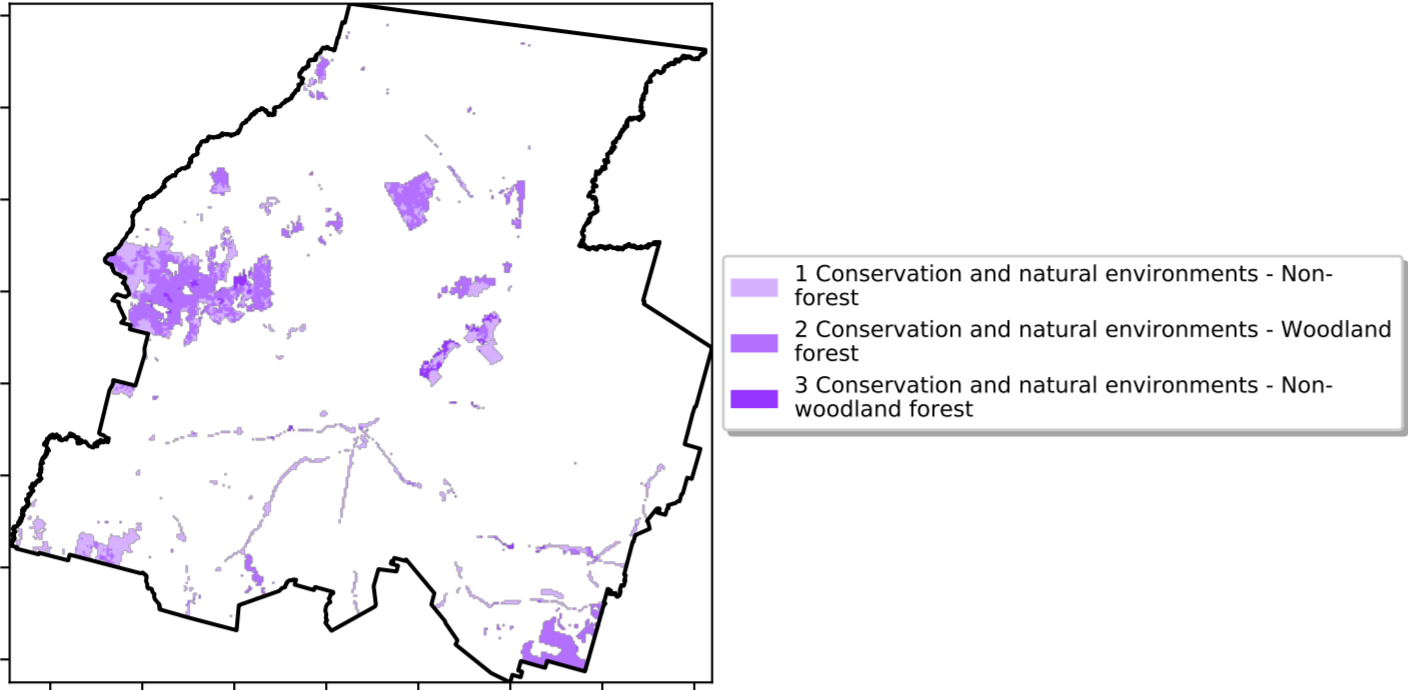 1 Conservation and natural environments - Non-
forest
2 Conservation and natural environments - Woodland
forest
3 Conservation and natural environments - Non-
woodland forest